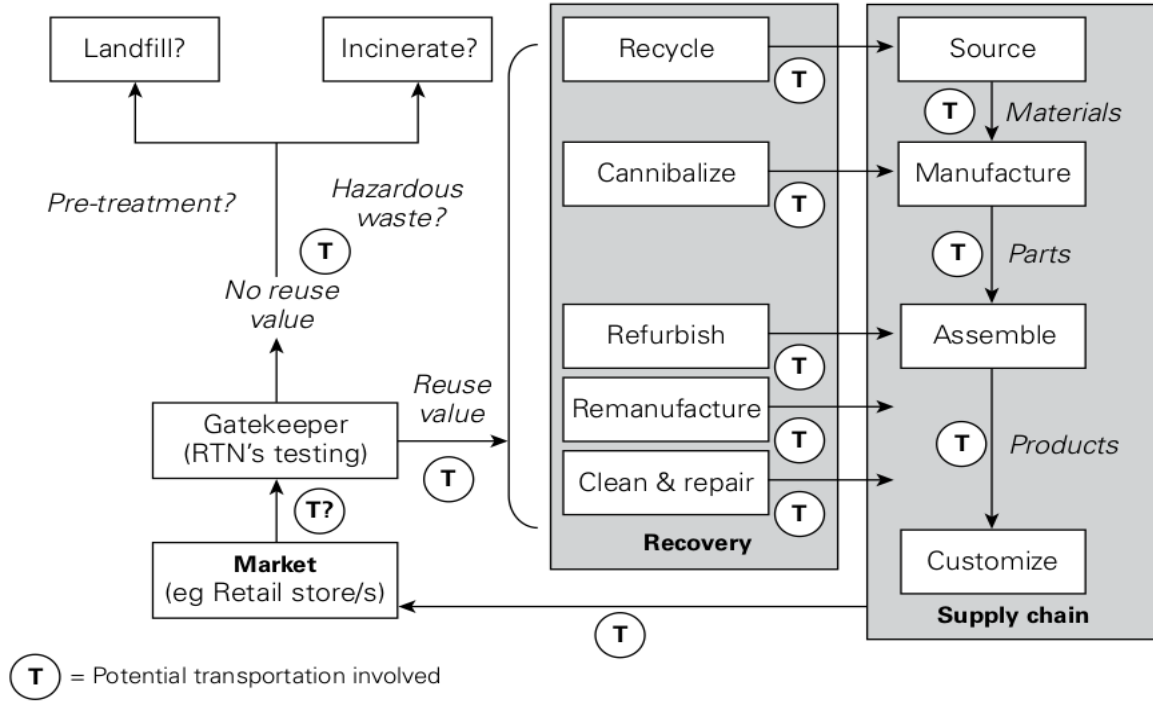 Landfill?
Incinerate?
Pre-treatment?
Hazardous
waste?
T
No reuse
value
Gatekeeper
(RTN's testing)
Reuse
value
T
T?
Market
(eg Retail store/s)
Recycle
T
Cannibalize
T
Refurbish
T
Remanufacture
T
Clean & repair
T
Recovery
Source
T
Materials
Manufacture
T
Parts
Assemble
T
Products
Customize
Supply chain
T
T = Potential transportation involved